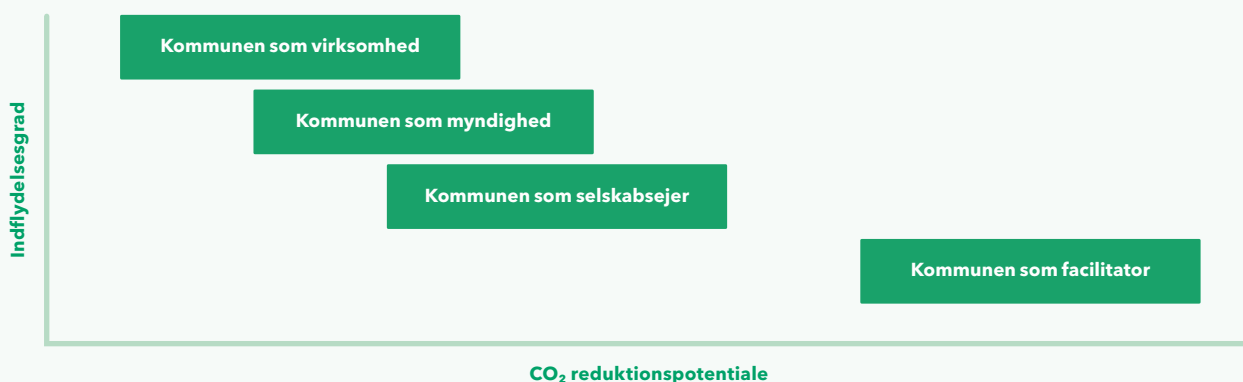 Indflydelsesgrad
Kommunen som virksomhed
Kommunen som myndighed
Kommunen som selskabsejer
Kommunen som facilitator
CO₂ reduktionspotentiale